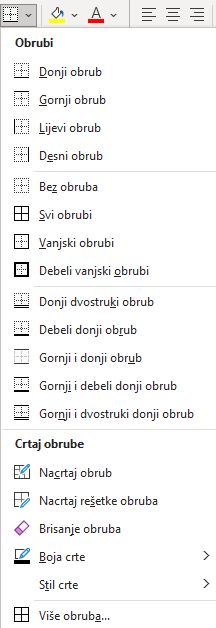 A
Obrubi
Donji obrub
Gornji obrub
Lijevi obrub
Desni obrub
Bez obruba
Svi obrubi
Vanjski obrubi
Debeli vanjski obrubi
Donji dvostruki obrub
Debeli donji obrub
Gornji i donji obrub
Gornji i debeli donji obrub
Gornji i dvostruki donji obrub
Crtaj obrube
Nacrtaj obrub
Nacrtaj rešetke obruba
Brisanje obruba
Boja crte
Stil crte
Više obruba...